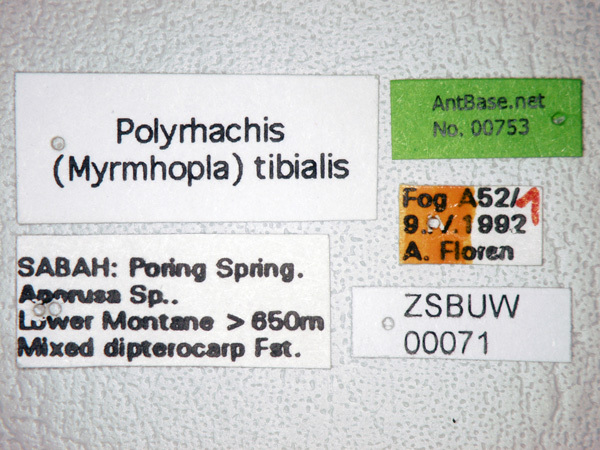 Polyrhachis
(Myrmhopla) tibialis
AntBase.net
No. 00753
Fog A52/1
1992
A. Floren
SABAH: Poring Spring.
Aporusa Sp..
Lower Montane > 650m
Mixed dipterocarp Fst.
ZSBUW
00071